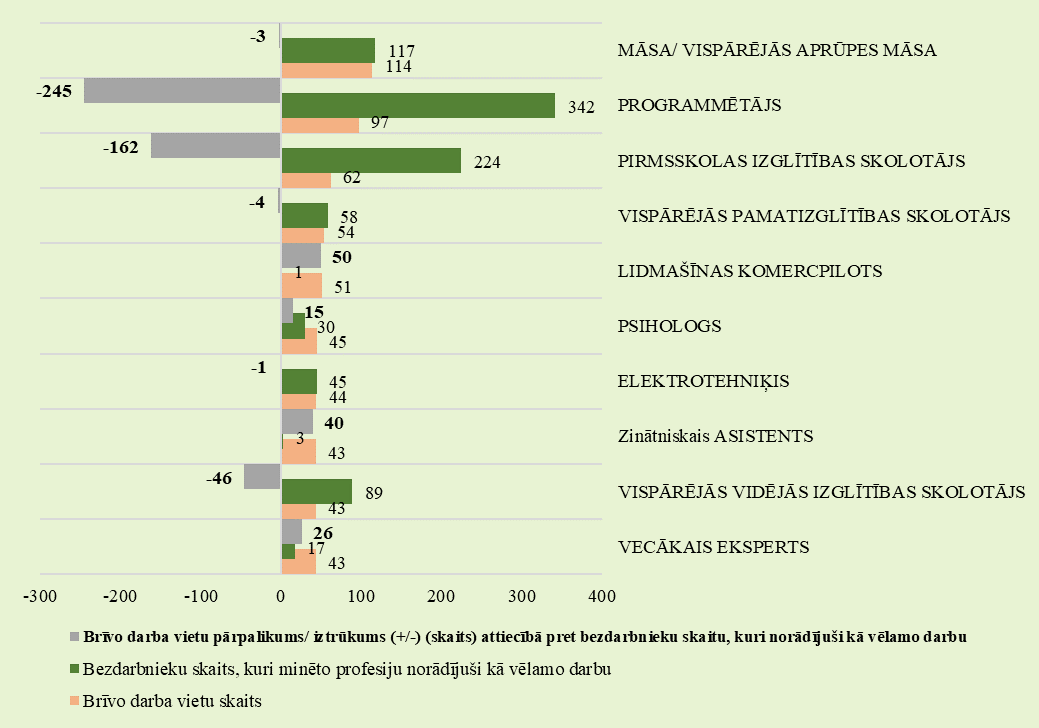 -3
117
114
MĀSA/ VISPĀRĒJĀS APRŪPES MĀSA
-245
342
97
PROGRAMMĒTĀJS
-162
224
62
PIRMSSKOLAS IZGLĪTĪBAS SKOLOTĀJS
-4
58
54
VISPĀRĒJĀS PAMATIZGLĪTĪBAS SKOLOTĀJS
50
1
51
LIDMAŠĪNAS KOMERCPILOTS
15
30
45
PSIHOLOGS
-1
45
44
ELEKTROTEHNIĶIS
40
3
43
Zinātniskais ASISTENTS
-46
89
43
VISPĀRĒJĀS VIDĒJĀS IZGLĪTĪBAS SKOLOTĀJS
26
17
43
VECĀKAIS EKSPERTS
-300 -200 -100 0 100 200 300 400
Brīvo darba vietu pārpalikums/ iztrūkums (+/-) (skaits) attiecībā pret bezdarbnieku skaitu, kuri norādījuši kā vēlamo darbu
Bezdarbnieku skaits, kuri minēto profesiju norādījuši kā vēlamo darbu
Brīvo darba vietu skaits